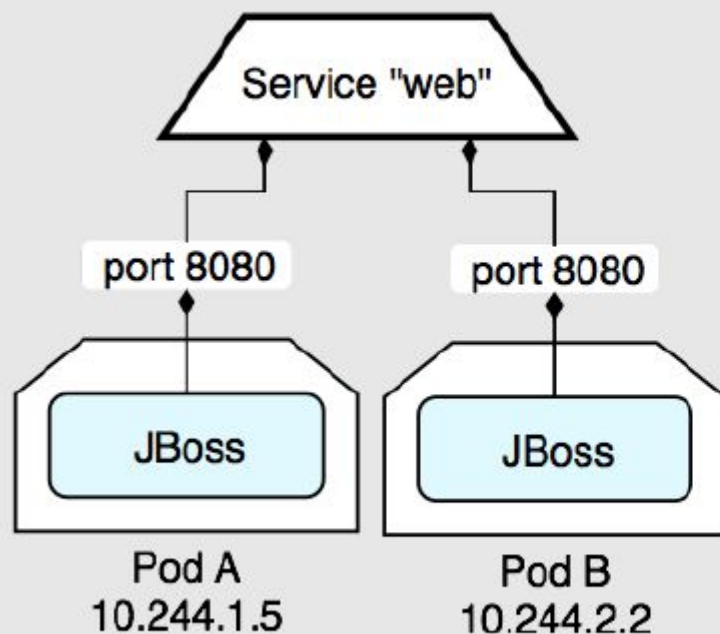 Service "web"
port 8080
port 8080
JBoss
JBoss
Pod A
10.244.1.5
Pod B
10.244.2.2